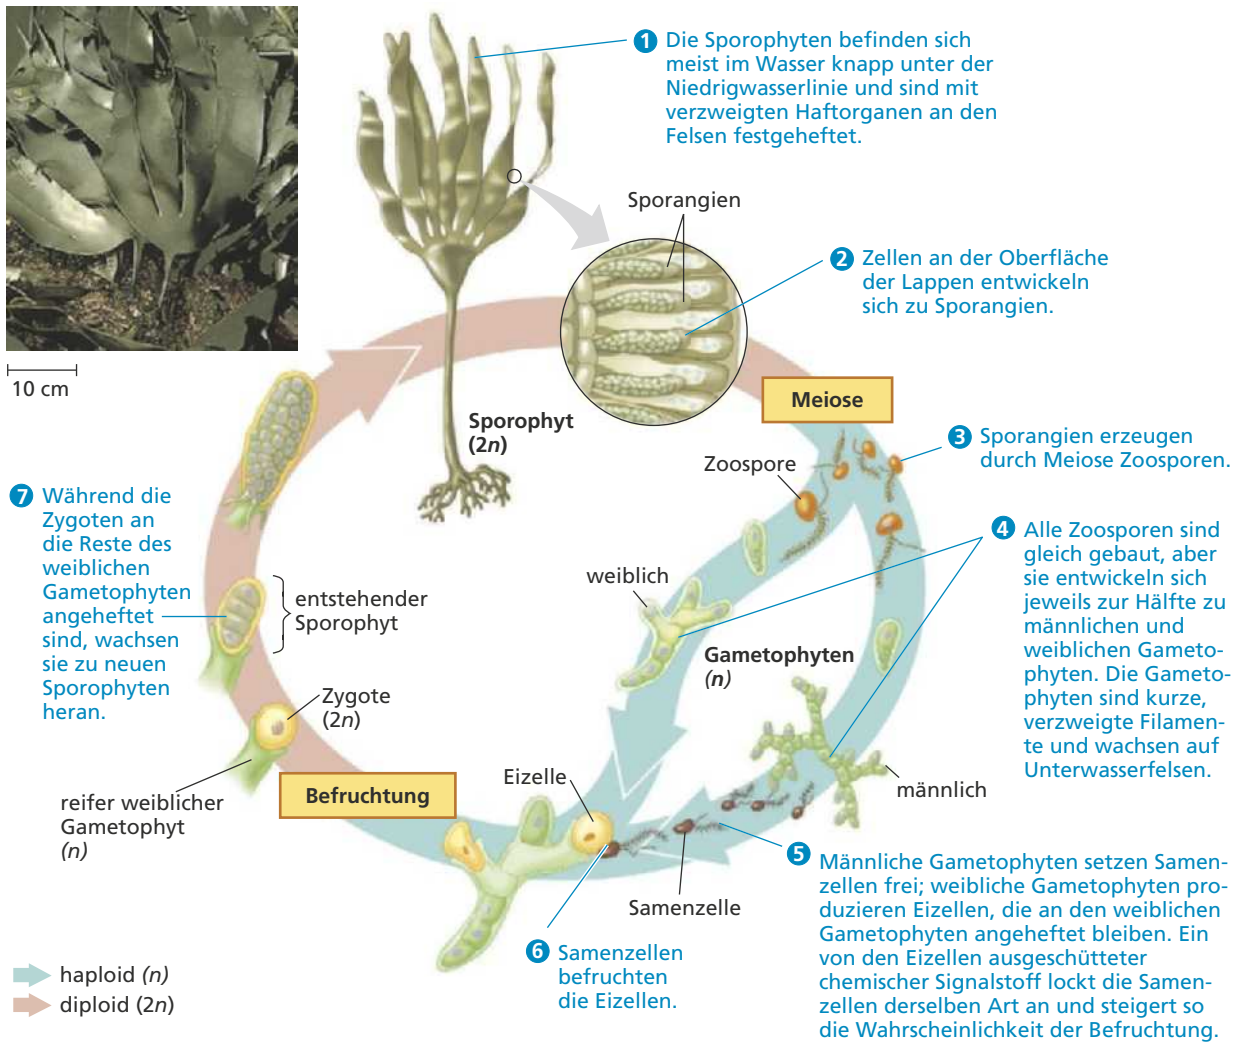 1 Die Sporophyten befinden sich
meist im Wasser knapp unter der
Niedrigwasserlinie und sind mit
verzweigten Haftorganen an den
Felsen festgeheftet.
Sporangien
2 Zellen an der Oberfläche
der Lappen entwickeln
sich zu Sporangien.
10 cm
Meiose
Sporophyt
(2n)
3 Sporangien erzeugen
durch Meiose Zoosporen.
Zoospore
4 Alle Zoosporen sind
gleich gebaut, aber
sie entwickeln sich
jeweils zur Hälfte zu
männlichen und
weiblichen Gameto-
phyten. Die Gameto-
phyten sind kurze,
verzweigte Filamen-
te und wachsen auf
Unterwasserfelsen.
7 Während die
Zygoten an
die Reste des
weiblichen
Gametophyten
angeheftet
sind, wachsen
sie zu neuen
Sporophyten
heran.
weiblich
entstehender
Sporophyt
Gametophyten
(n)
Zygote
(2n)
Eizelle
männlich
Befruchtung
reifer weiblicher
Gametophyt
(n)
5 Männliche Gametophyten setzen Samen-
zellen frei; weibliche Gametophyten pro-
duzieren Eizellen, die an den weiblichen
Gametophyten angeheftet bleiben. Ein
von den Eizellen ausgeschütteter
chemischer Signalstoff lockt die Samen-
zellen derselben Art an und steigert so
die Wahrscheinlichkeit der Befruchtung.
Samenzelle
6 Samenzellen
befruchten
die Eizellen.
haploid (n)
diploid (2n)